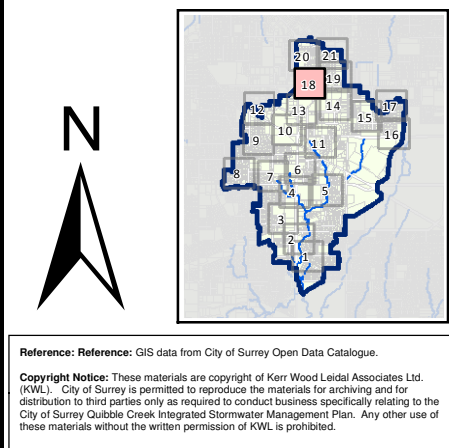 N
20 21
18 19
12 13 14 17
15
9 10 11 16
8 7 6
4 5
3
2
1
Reference: Reference: GIS data from City of Surrey Open Data Catalogue.
Copyright Notice: These materials are copyright of Kerr Wood Leidal Associates Ltd.
(KWL). City of Surrey is permitted to reproduce the materials for archiving and for
distribution to third parties only as required to conduct business specifically relating to the
City of Surrey Quibble Creek Integrated Stormwater Management Plan. Any other use of
these materials without the written permission of KWL is prohibited.